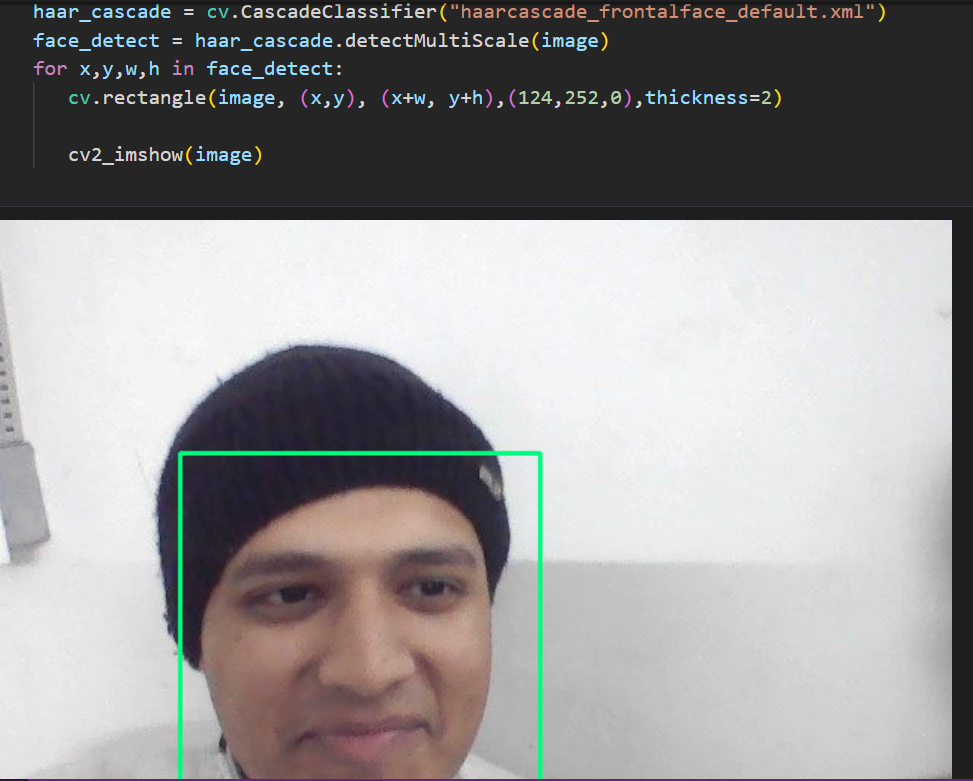 haar_cascade = cv.CascadeClassifier("haarcascade_frontalface_default.xml")
face_detect = haar_cascade.detectMultiScale(image)
for x,y,w,h in face_detect:
cv.rectangle(image, (x,y), (x+w, y+h),(124,252,0),thickness=2)
cv2_imshow(image)